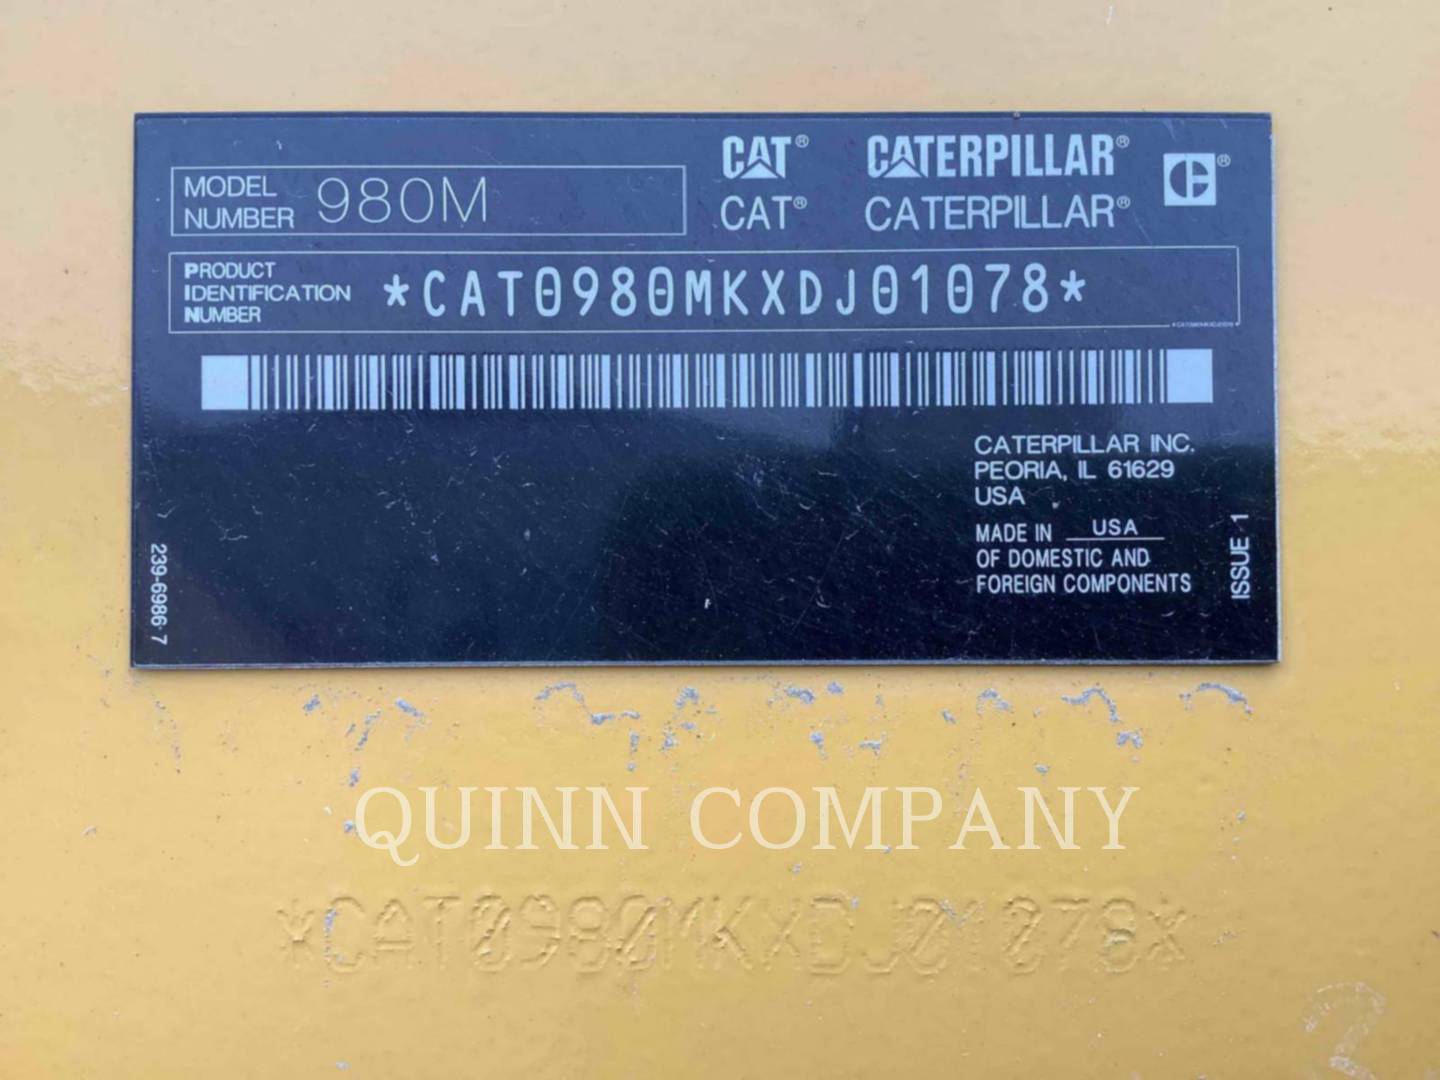 MODEL NUMBER 980M
CAT® CATERPILLAR®
CAT® CATERPILLAR®
PRODUCT IDENTIFICATION NUMBER *CAT0980MKXDJ01078*
CATERPILLAR INC.
PEORIA, IL 61629
USA
MADE IN USA
OF DOMESTIC AND
FOREIGN COMPONENTS
ISSUE 1
239-6986-7
QUINN COMPANY
*CAT0980MKXDJ01078*